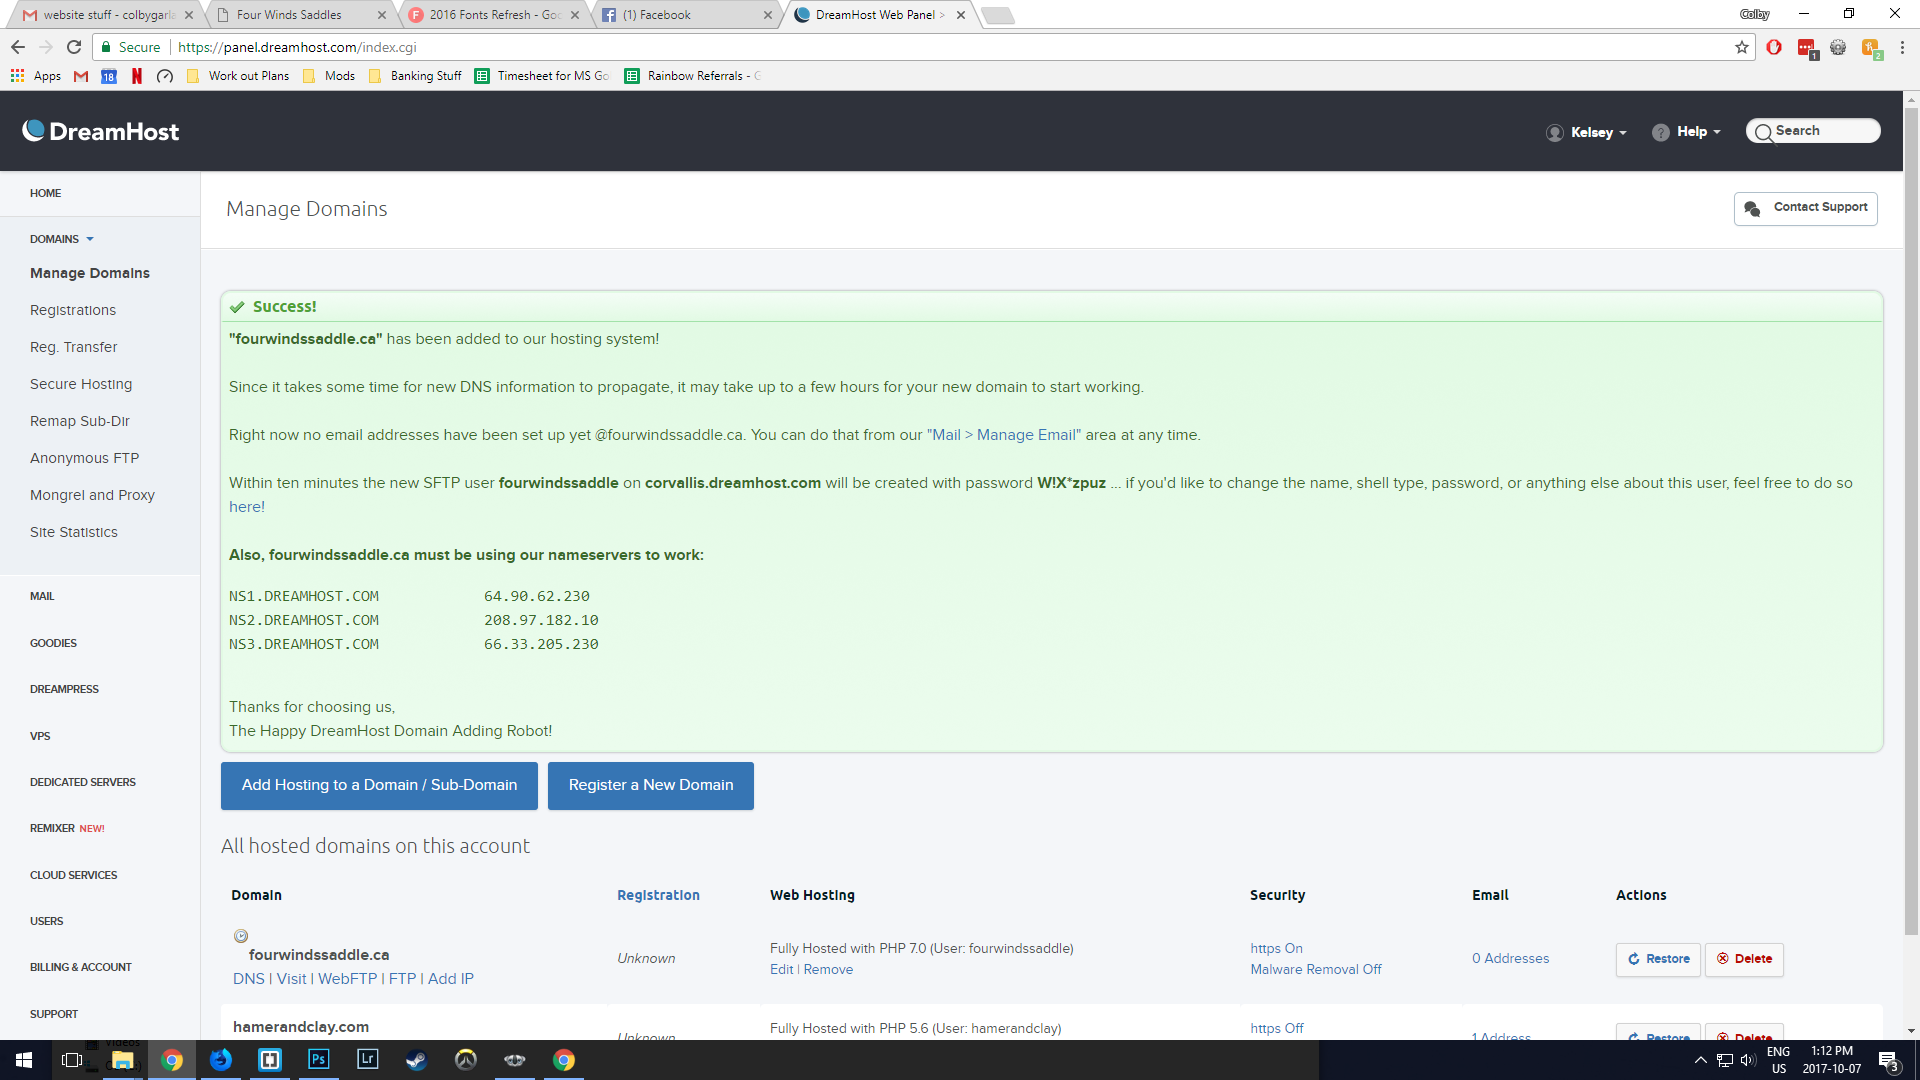 website stuff - colbygarla
Four Winds Saddles
2016 Fonts Refresh - Goo
(1) Facebook
DreamHost Web Panel >
Colby
Secure
https://panel.dreamhost.com/index.cgi
Apps
18
Work out Plans
Mods
Banking Stuff
Timesheet for MS Go
Rainbow Referrals - G
1
2
DreamHost
Kelsey
Help
Search
HOME
DOMAINS
Manage Domains
Registrations
Reg. Transfer
Secure Hosting
Remap Sub-Dir
Anonymous FTP
Mongrel and Proxy
Site Statistics
MAIL
GOODIES
DREAMPRESS
VPS
DEDICATED SERVERS
REMIXER NEW!
CLOUD SERVICES
USERS
BILLING & ACCOUNT
SUPPORT
Manage Domains
Contact Support
Success!
"fourwindssaddle.ca" has been added to our hosting system!
Since it takes some time for new DNS information to propagate, it may take up to a few hours for your new domain to start working.
Right now no email addresses have been set up yet @fourwindssaddle.ca. You can do that from our "Mail > Manage Email" area at any time.
Within ten minutes the new SFTP user fourwindssaddle on corvallis.dreamhost.com will be created with password W!X*zpuz ... if you'd like to change the name, shell type, password, or anything else about this user, feel free to do so
here!
Also, fourwindssaddle.ca must be using our nameservers to work:
NS1.DREAMHOST.COM 64.90.62.230
NS2.DREAMHOST.COM 208.97.182.10
NS3.DREAMHOST.COM 66.33.205.230
Thanks for choosing us,
The Happy DreamHost Domain Adding Robot!
Add Hosting to a Domain / Sub-Domain
Register a New Domain
All hosted domains on this account
Domain Registration Web Hosting Security Email Actions
fourwindssaddle.ca
DNS | Visit | WebFTP | FTP | Add IP
Unknown
Fully Hosted with PHP 7.0 (User: fourwindssaddle)
Edit | Remove
https On
Malware Removal Off
0 Addresses
Restore
Delete
hamerandclay.com
Unknown
Fully Hosted with PHP 5.6 (User: hamerandclay)
https Off
1 Address
Restore
Delete
Videos
Ps
Lr
ENG
US
1:12 PM
2017-10-07
3